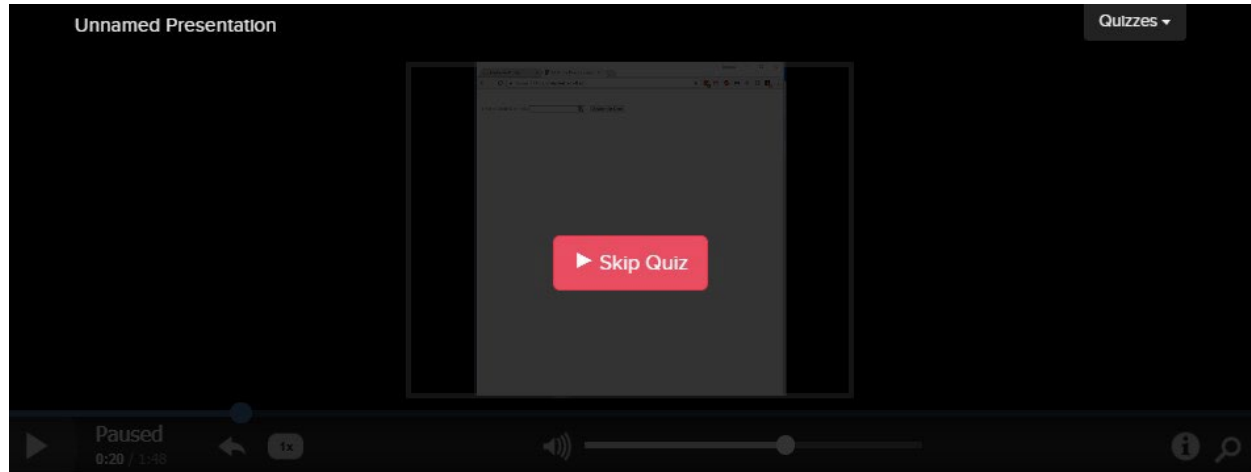 Unnamed Presentation
Quizzes
Skip Quiz
Paused
1x
0:20 / 1:48